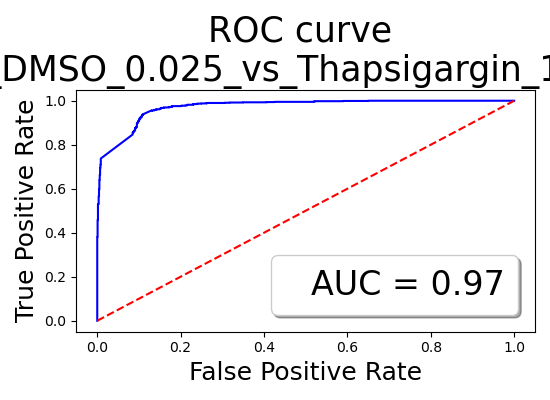 ROC curve
_DMSO_0.025_vs_Thapsigargin_1
1.0
0.8
0.6
0.4
0.2
0.0
True Positive Rate
AUC = 0.97
0.0 0.2 0.4 0.6 0.8 1.0
False Positive Rate